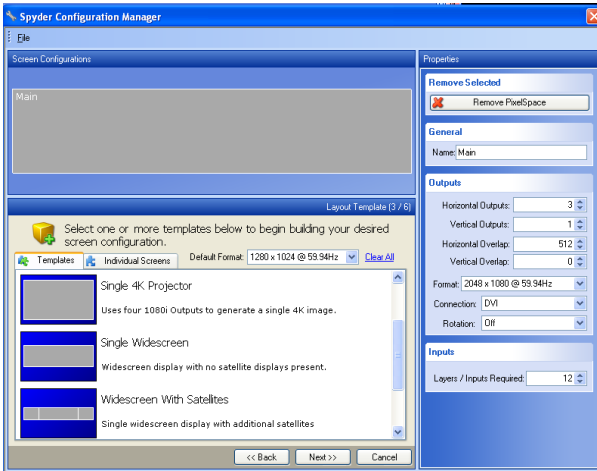 Spyder Configuration Manager
File
Screen Configurations
Main
Layout Template (3 / 6)
Select one or more templates below to begin building your desired
screen configuration.
Templates
Individual Screens
Default Format: 1280 x 1024 @ 59.94Hz
Clear All
Single 4K Projector
Uses four 1080i Outputs to generate a single 4K image.
Single Widescreen
Widescreen display with no satellite displays present.
Widescreen With Satellites
Single widescreen display with additional satellites
<< Back
Next >>
Cancel
Properties
Remove Selected
Remove PixelSpace
General
Name: Main
Outputs
Horizontal Outputs: 3
Vertical Outputs: 1
Horizontal Overlap: 512
Vertical Overlap: 0
Format: 2048 x 1080 @ 59.94Hz
Connection: DVI
Rotation: Off
Inputs
Layers / Inputs Required: 12